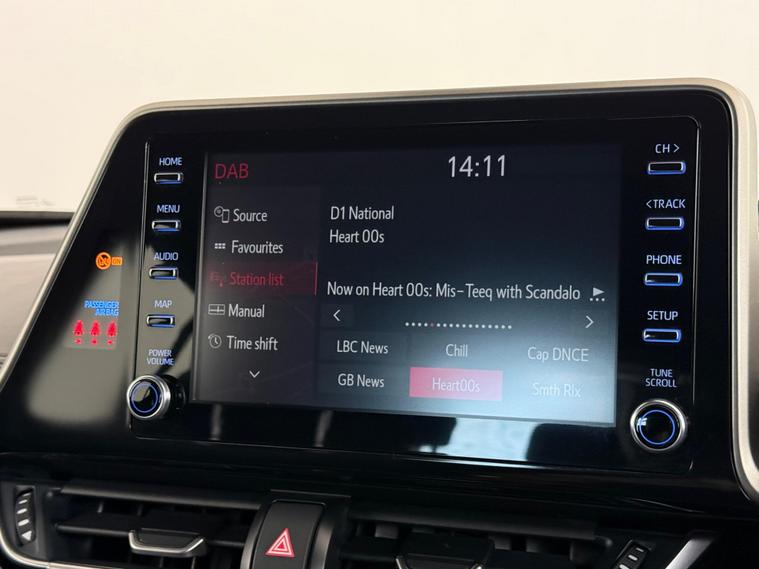 DAB
14:11
Source
Favourites
Station list
Manual
Time shift
D1 National
Heart 00s
Now on Heart 00s: Mis-Teeq with Scandalo
LBC News
Chill
Cap DNCE
GB News
Heart00s
Smth Rlx
HOME
MENU
AUDIO
MAP
POWER
VOLUME
CH >
<TRACK
PHONE
SETUP
TUNE
SCROLL
ON
PASSENGER
AIRBAG